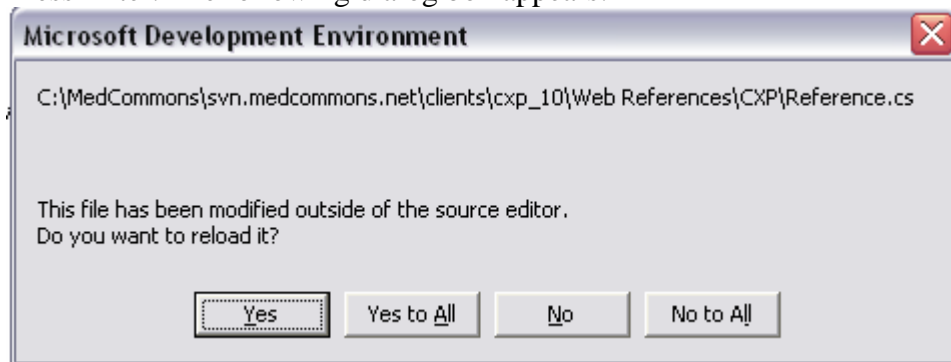 Microsoft Development Environment
C:\MedCommons\svn.medcommons.net\clients\cxp_10\Web References\CXP\Reference.cs
This file has been modified outside of the source editor.
Do you want to reload it?
Yes Yes to All No No to All